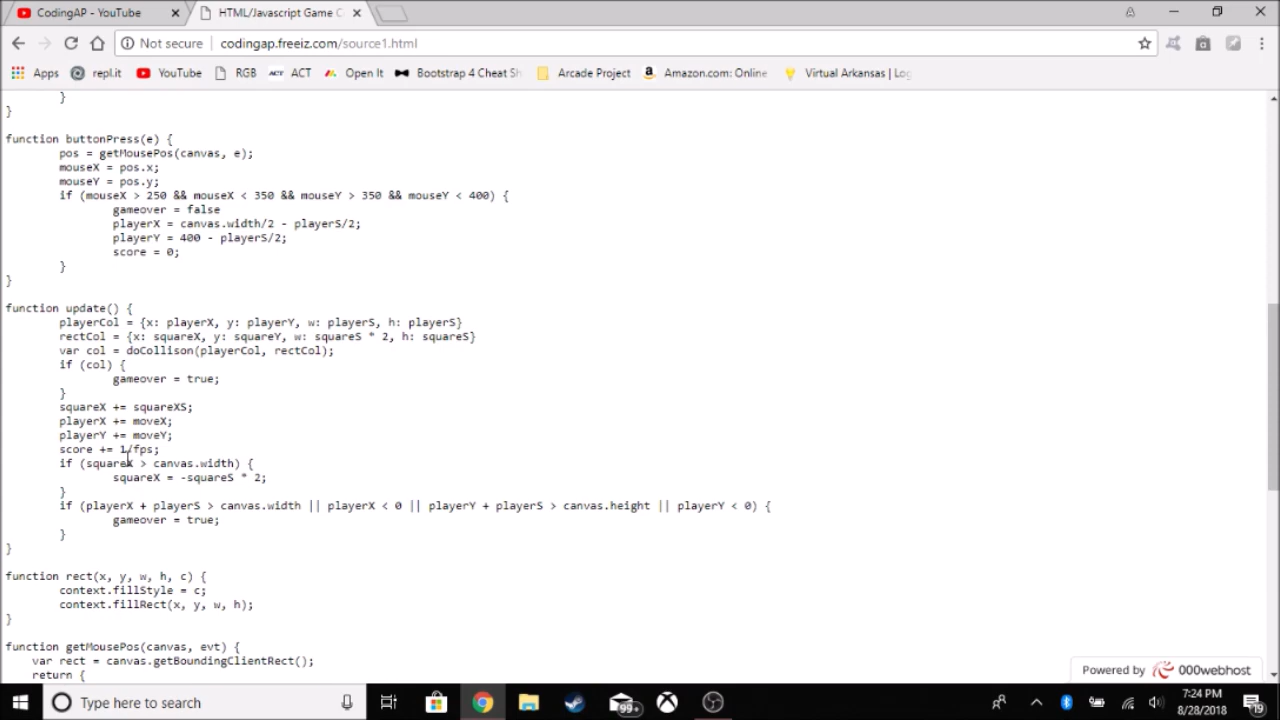 CodingAP - YouTube
HTML/Javascript Game C
Not secure
codingap.freeiz.com/source1.html
Apps
repl.it
YouTube
RGB
ACT
ACT
Open It
Bootstrap 4 Cheat Sh
Arcade Project
Amazon.com: Online
Virtual Arkansas | Log
}
}
function buttonPress(e) {
pos = getMousePos(canvas, e);
mouseX = pos.x;
mouseY = pos.y;
if (mouseX > 250 && mouseX < 350 && mouseY > 350 && mouseY < 400) {
gameover = false
playerX = canvas.width/2 - playerS/2;
playerY = 400 - playerS/2;
score = 0;
}
}
function update() {
playerCol = {x: playerX, y: playerY, w: playerS, h: playerS}
rectCol = {x: squareX, y: squareY, w: squareS * 2, h: squareS}
var col = doCollison(playerCol, rectCol);
if (col) {
gameover = true;
}
squareX += squareXS;
playerX += moveX;
playerY += moveY;
score += 1/fps;
if (squareX > canvas.width) {
squareX = -squareS * 2;
}
if (playerX + playerS > canvas.width || playerX < 0 || playerY + playerS > canvas.height || playerY < 0) {
gameover = true;
}
}
function rect(x, y, w, h, c) {
context.fillStyle = c;
context.fillRect(x, y, w, h);
}
function getMousePos(canvas, evt) {
var rect = canvas.getBoundingClientRect();
return {
Powered by 000webhost
Type here to search
99+
7:24 PM
8/28/2018
19